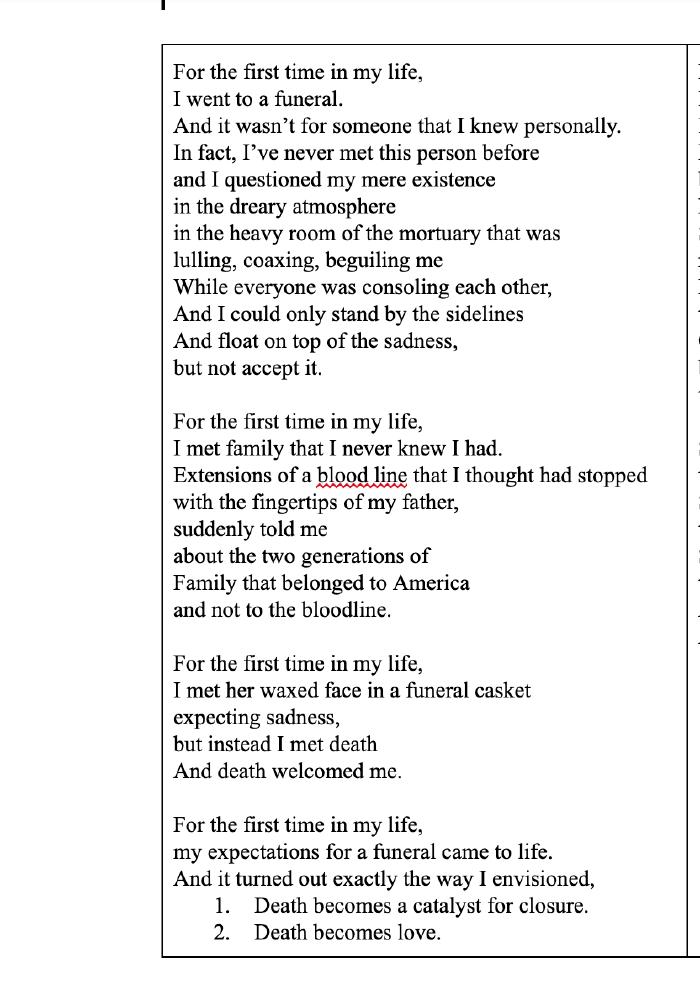 For the first time in my life,
I went to a funeral.
And it wasn’t for someone that I knew personally.
In fact, I’ve never met this person before
and I questioned my mere existence
in the dreary atmosphere
in the heavy room of the mortuary that was
lulling, coaxing, beguiling me
While everyone was consoling each other,
And I could only stand by the sidelines
And float on top of the sadness,
but not accept it.

For the first time in my life,
I met family that I never knew I had.
Extensions of a blood line that I thought had stopped
with the fingertips of my father,
suddenly told me
about the two generations of
Family that belonged to America
and not to the bloodline.

For the first time in my life,
I met her waxed face in a funeral casket
expecting sadness,
but instead I met death
And death welcomed me.

For the first time in my life,
my expectations for a funeral came to life.
And it turned out exactly the way I envisioned,
1. Death becomes a catalyst for closure.
2. Death becomes love.